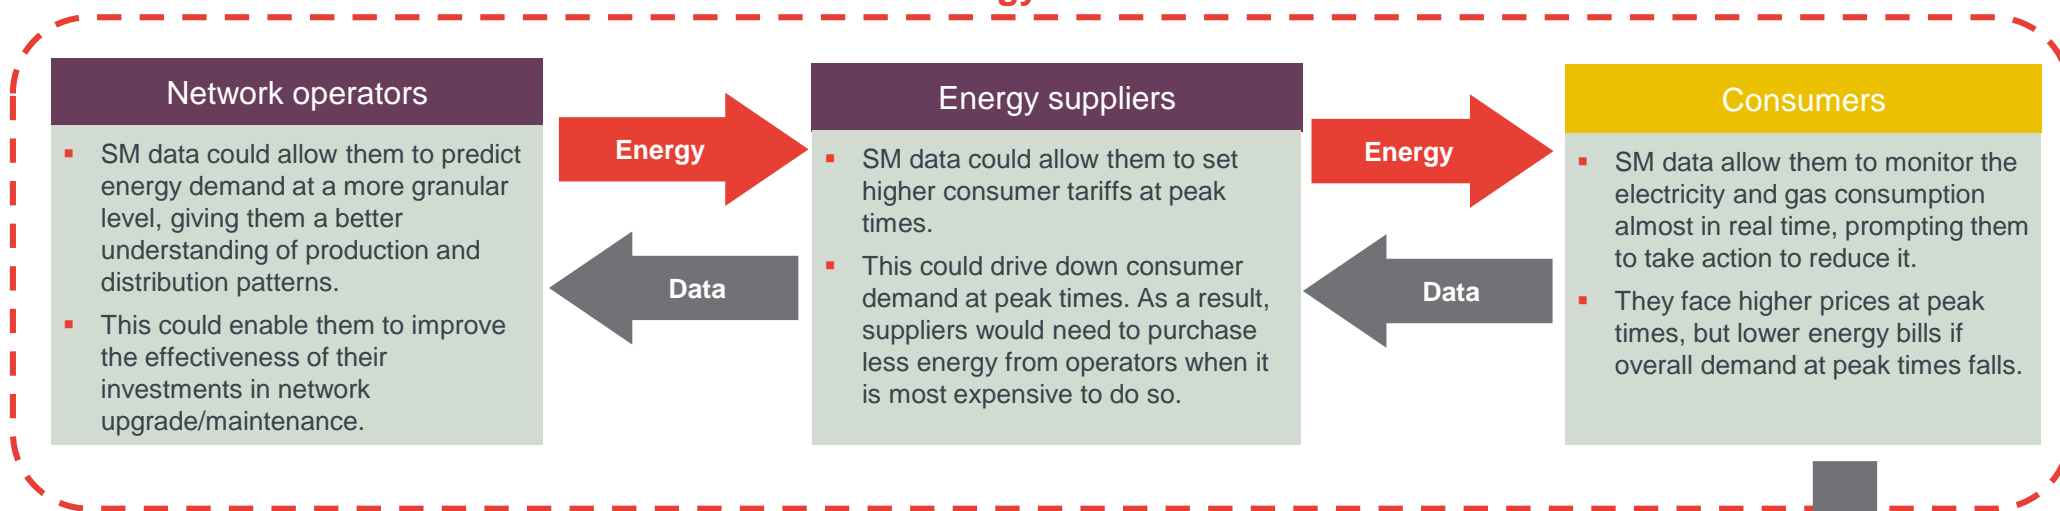 Network operators
▪ SM data could allow them to predict
energy demand at a more granular
level, giving them a better
understanding of production and
distribution patterns.
▪ This could enable them to improve
the effectiveness of their
investments in network
upgrade/maintenance.
Energy
Data
Energy suppliers
▪ SM data could allow them to set
higher consumer tariffs at peak
times.
▪ This could drive down consumer
demand at peak times. As a result,
suppliers would need to purchase
less energy from operators when it
is most expensive to do so.
Energy
Data
Consumers
▪ SM data allow them to monitor the
electricity and gas consumption
almost in real time, prompting them
to take action to reduce it.
▪ They face higher prices at peak
times, but lower energy bills if
overall demand at peak times falls.